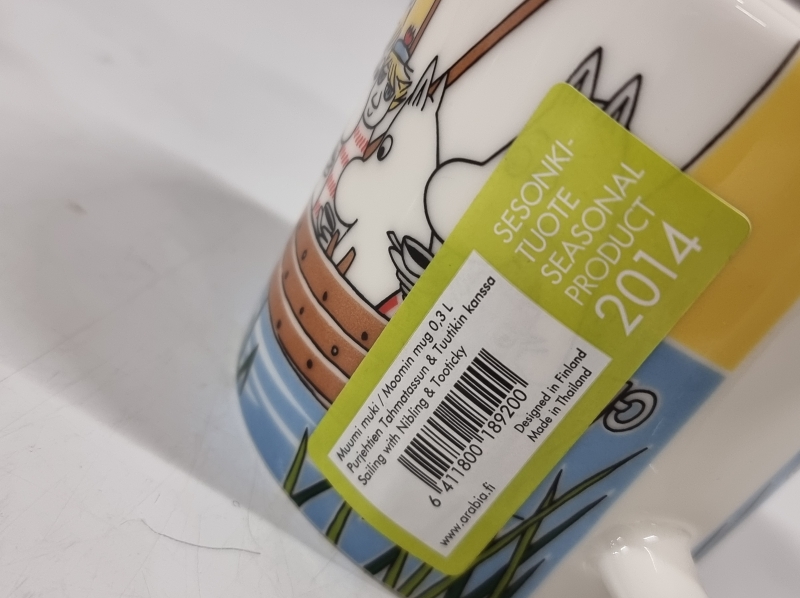 SESONKI-
TUOTE
SEASONAL
PRODUCT
2014
Muumi muki / Moomin mug 0,3 L
Purjehtien Tahmatassun & Tuutikin kanssa
Sailing with Nibling & Tooticky
6 411800 189200
Designed in Finland
Made in Thailand
www.arabia.fi